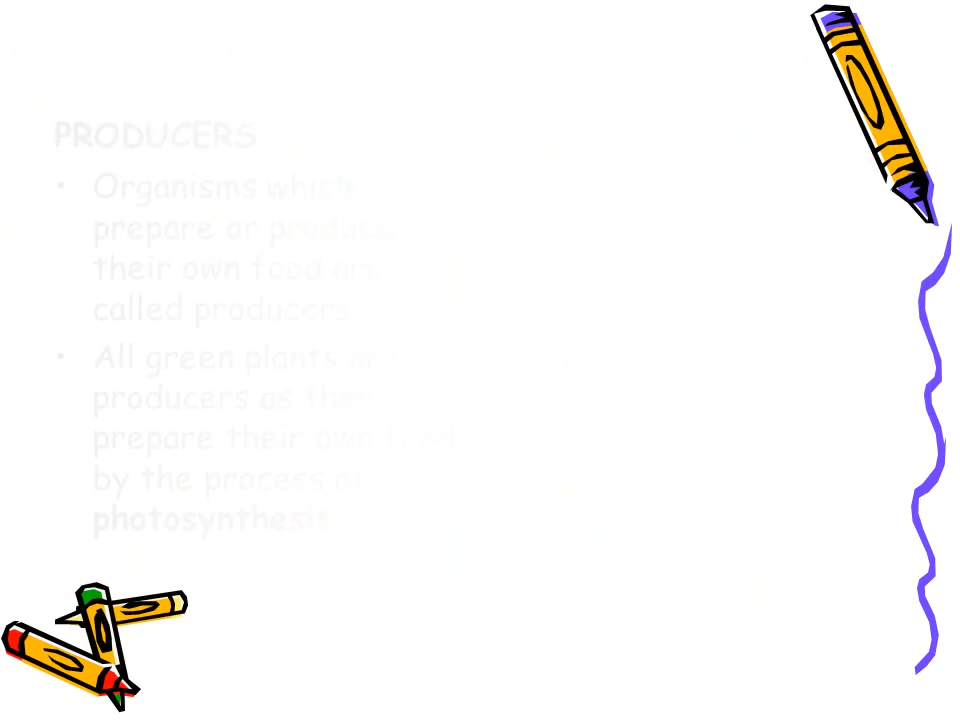 PRODUCERS
• Organisms which
prepare or produce
their own food are
called producers.
• All green plants are
producers as they
prepare their own food
by the process of
photosynthesis